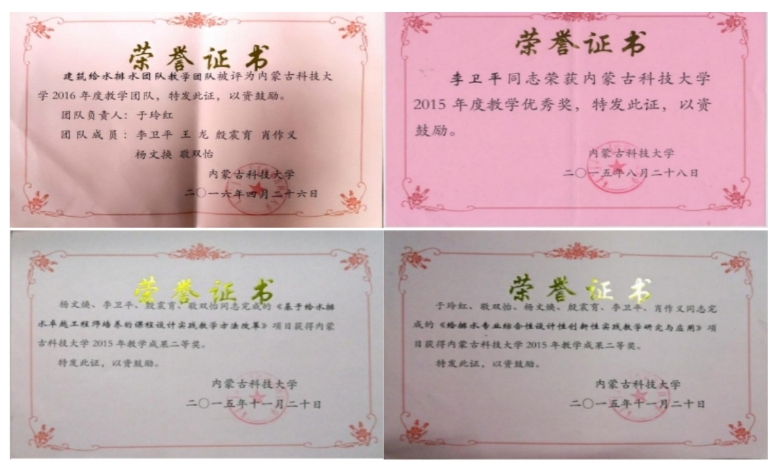 荣誉证书
建筑给水排水团队教学团队被评为内蒙古科技大
学2016年度教学团队，特发此证，以资鼓励。
团队负责人：于玲红
团队成员：李卫平 王龙 殷震育 肖作义
杨文焕 敬双怡
内蒙古科技大学
二〇一六年四月二十六日
荣誉证书
李卫平同志荣获内蒙古科技大学
2015年度教学优秀奖，特发此证，以资
鼓励。
内蒙古科技大学
二〇一五年八月二十八日
荣誉证书
杨文焕、李卫平、殷震育、敬双怡同志完成的《基于给水排
水卓越工程师培养的课程设计实践教学方法改革》项目获得内蒙
古科技大学2015年教学成果二等奖。
特发此证，以资鼓励。
内蒙古科技大学
二〇一五年十一月二十日
荣誉证书
于玲红、敬双怡、杨文焕、殷震育、李卫平、肖作义同志完
成的《给排水专业综合性设计性创新性实践教学研究与应用》项
目获得内蒙古科技大学2015年教学成果二等奖。
特发此证，以资鼓励。
内蒙古科技大学
二〇一五年十一月二十日